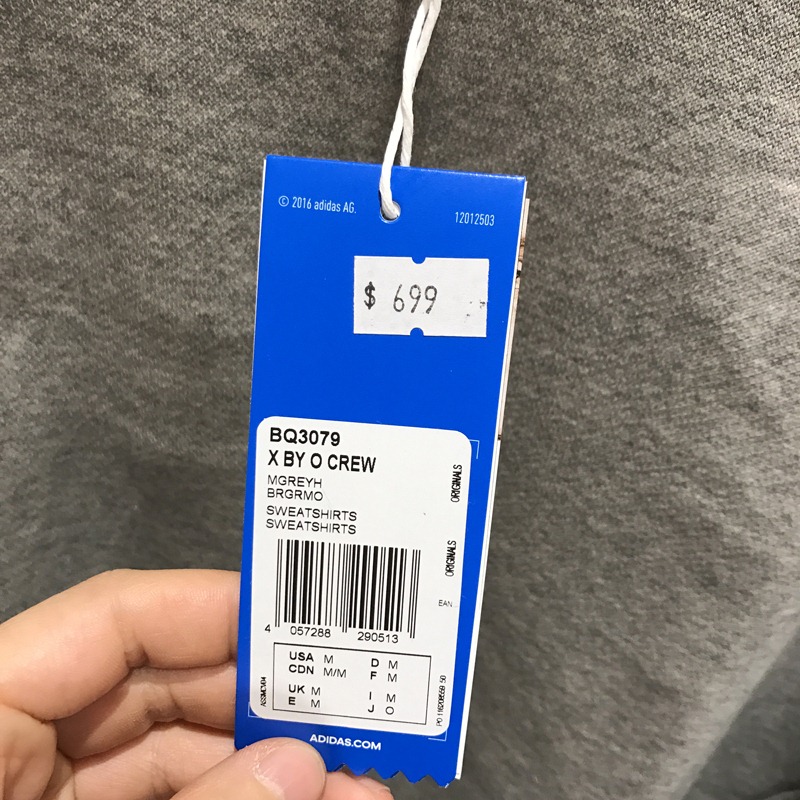 © 2016 adidas AG.
12012503
$ 699
BQ3079
X BY O CREW
MGREYH
BRGRMO
SWEATSHIRTS
SWEATSHIRTS
ORIGINALS
ORIGINALS
EAN
4 057288 290513
USA M D M
CDN M/M F M
UK M I M
E M J O
ADIDAS.COM